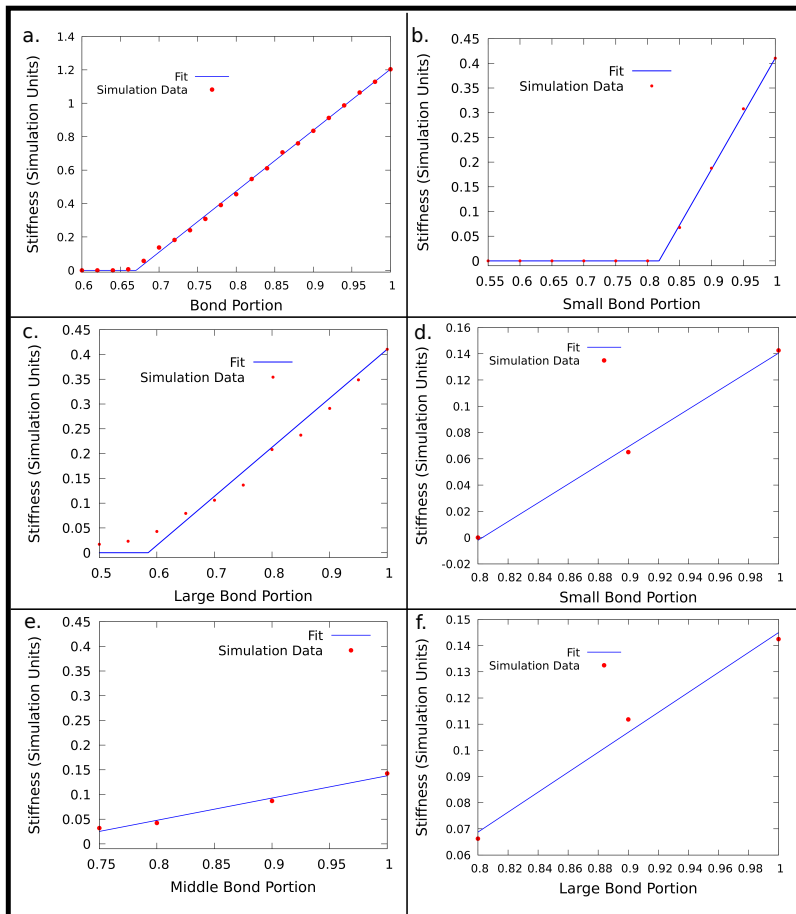 a.
Stiffness (Simulation Units)
1.4
1.2
1
0.8
0.6
0.4
0.2
0
Fit
Simulation Data
0.6 0.65 0.7 0.75 0.8 0.85 0.9 0.95 1
Bond Portion
b.
Stiffness (Simulation Units)
0.45
0.4
0.35
0.3
0.25
0.2
0.15
0.1
0.05
0
Fit
Simulation Data
0.55 0.6 0.65 0.7 0.75 0.8 0.85 0.9 0.95 1
Small Bond Portion
c.
Stiffness (Simulation Units)
0.45
0.4
0.35
0.3
0.25
0.2
0.15
0.1
0.05
0
Fit
Simulation Data
0.5 0.6 0.7 0.8 0.9 1
Large Bond Portion
d.
Stiffness (Simulation Units)
0.16
0.14
0.12
0.1
0.08
0.06
0.04
0.02
0
-0.02
Fit
Simulation Data
0.8 0.82 0.84 0.86 0.88 0.9 0.92 0.94 0.96 0.98 1
Small Bond Portion
e.
Stiffness (Simulation Units)
0.45
0.4
0.35
0.3
0.25
0.2
0.15
0.1
0.05
0
Fit
Simulation Data
0.75 0.8 0.85 0.9 0.95 1
Middle Bond Portion
f.
Stiffness (Simulation Units)
0.15
0.14
0.13
0.12
0.11
0.1
0.09
0.08
0.07
0.06
Fit
Simulation Data
0.8 0.82 0.84 0.86 0.88 0.9 0.92 0.94 0.96 0.98 1
Large Bond Portion